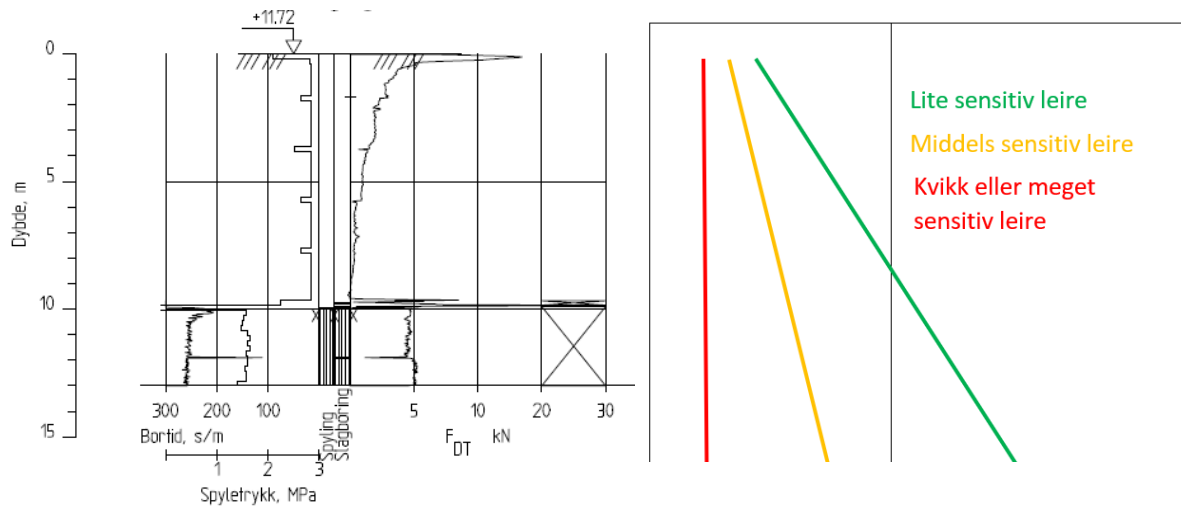 +11.72
0
5
10
15
Dybde, m
300 200 100
5 10 20 30
Bortid, s/m
Spyling
Slagboring
F_DT kN
1 2 3
Spyletrykk, MPa
Lite sensitiv leire
Middels sensitiv leire
Kvikk eller meget
sensitiv leire